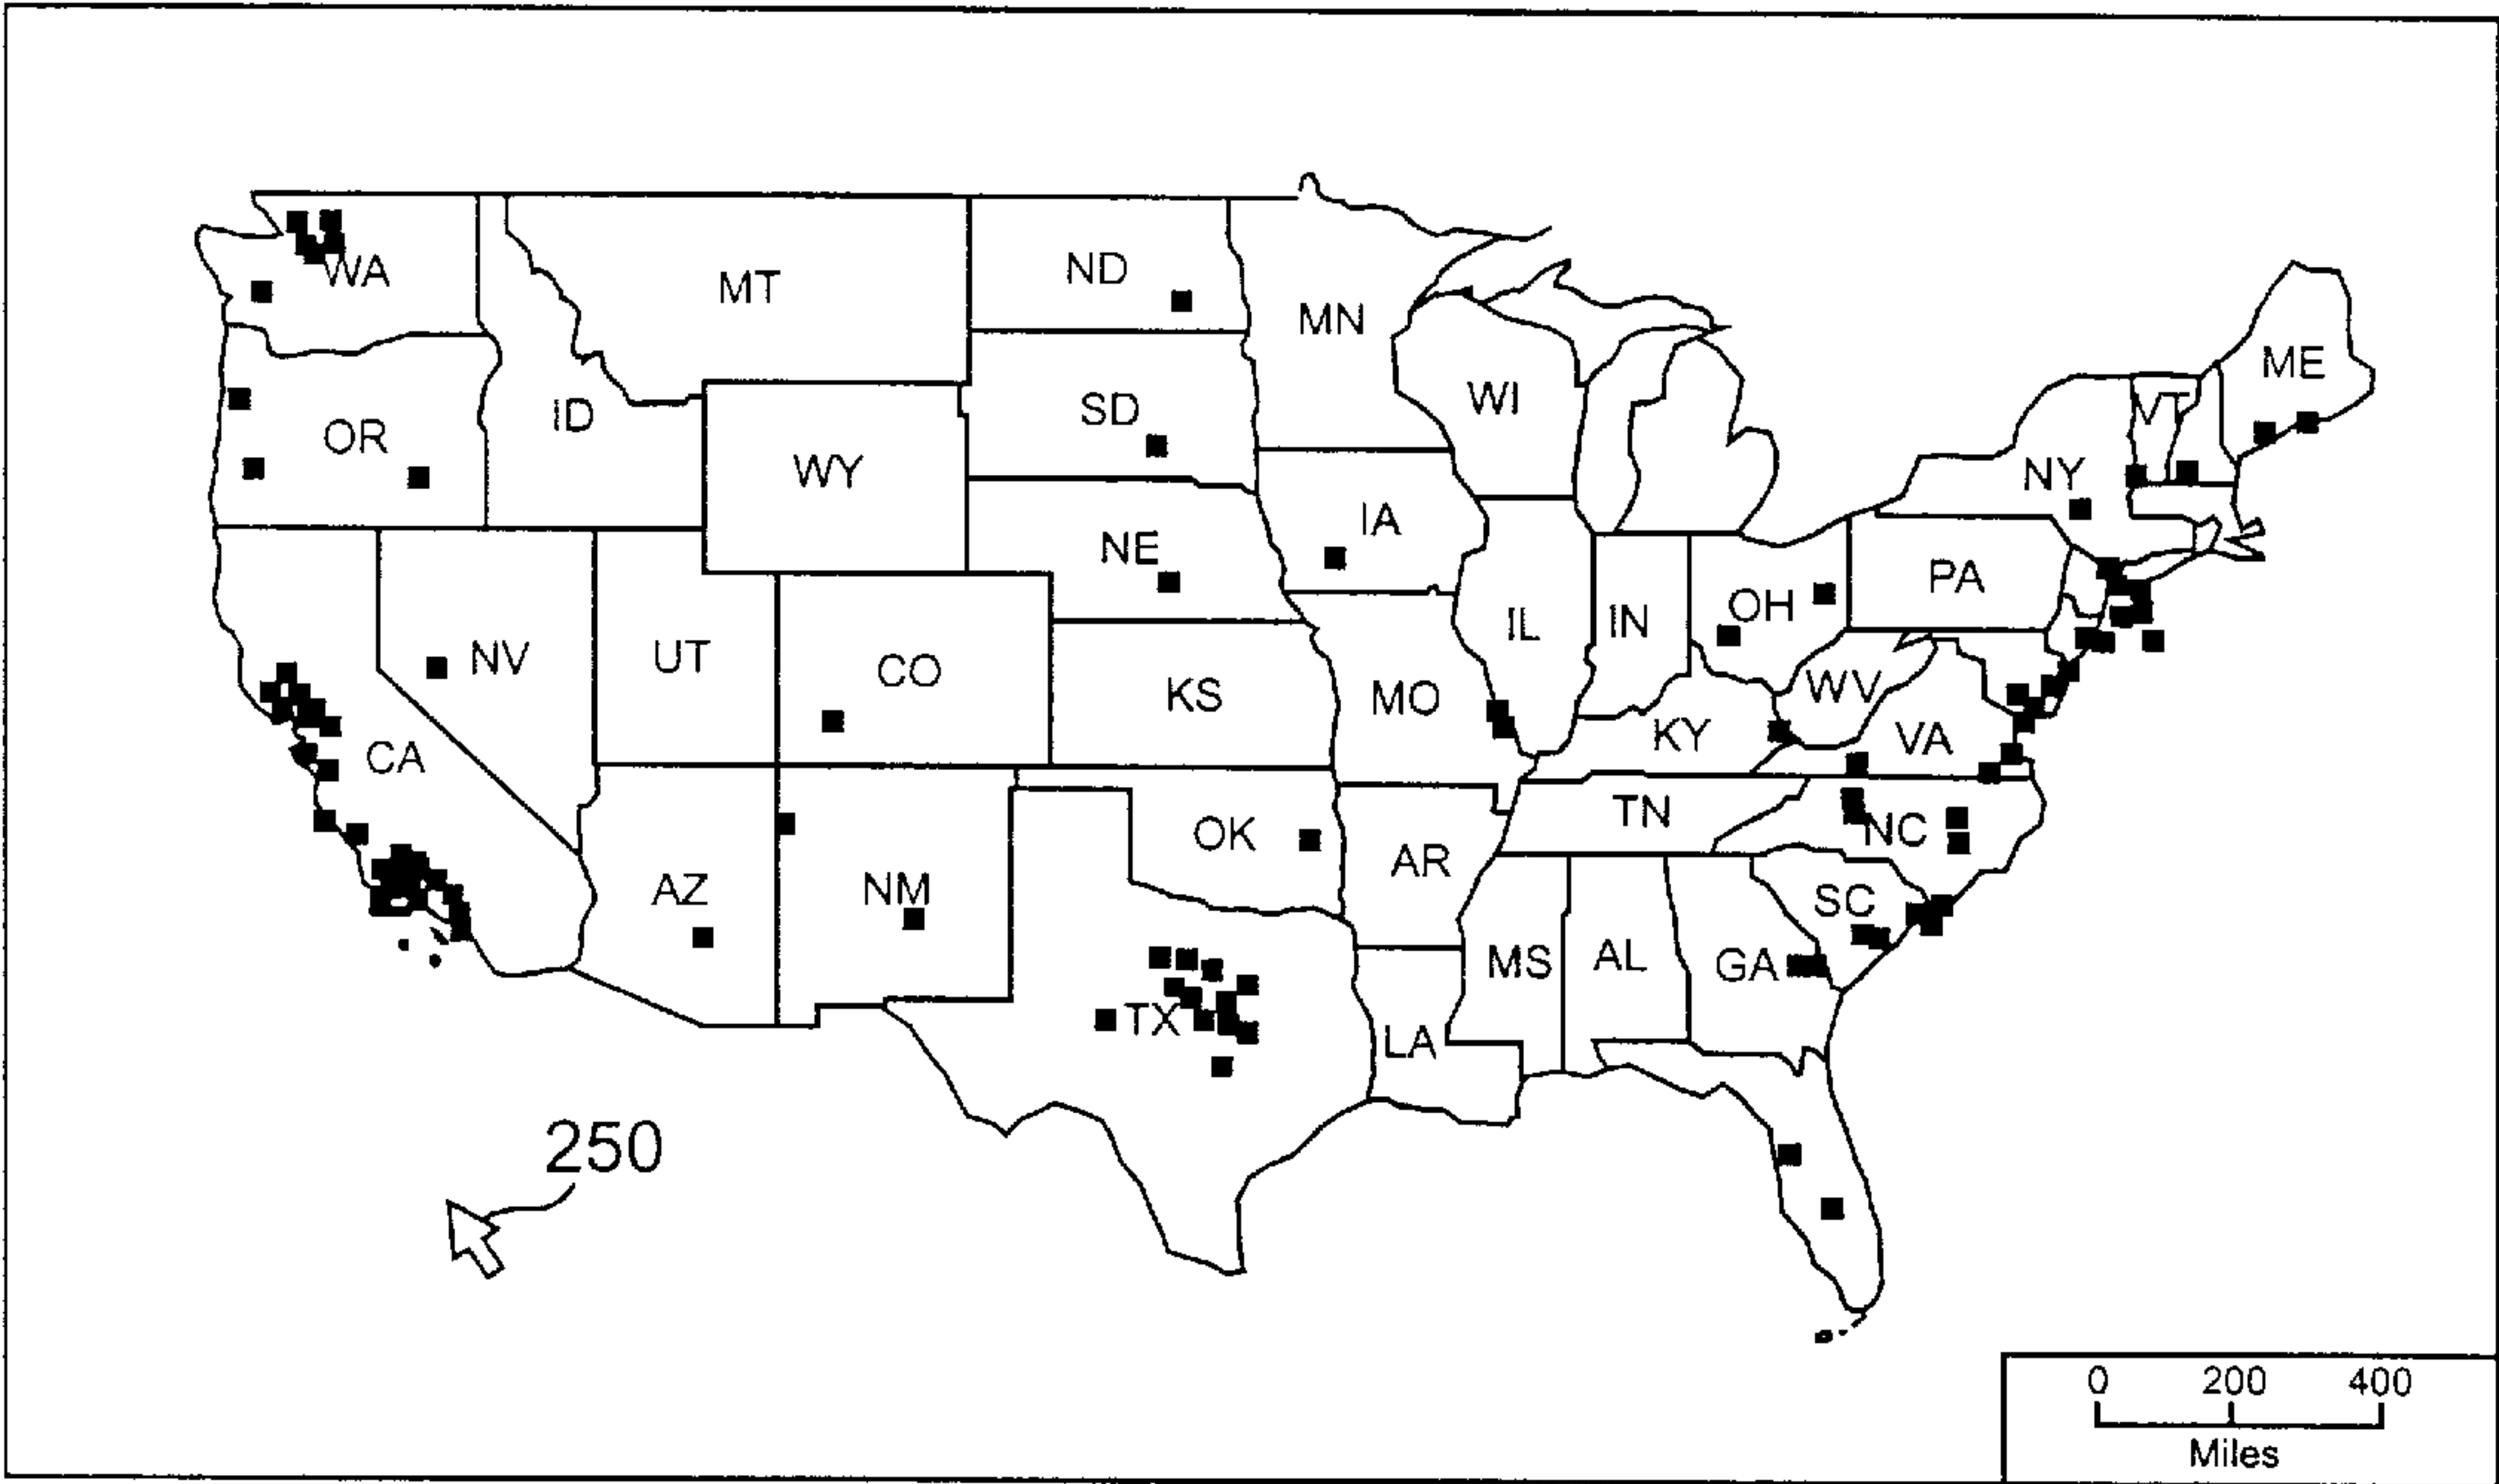 WA
MT
ND
MN
ME
OR
ID
SD
WI
VT
WY
NY
NE
IA
PA
NV
UT
CO
KS
MO
IL
IN
OH
WV
CA
KY
VA
TN
NC
OK
AR
AZ
NM
SC
MS
AL
GA
TX
LA
250
0 200 400
Miles